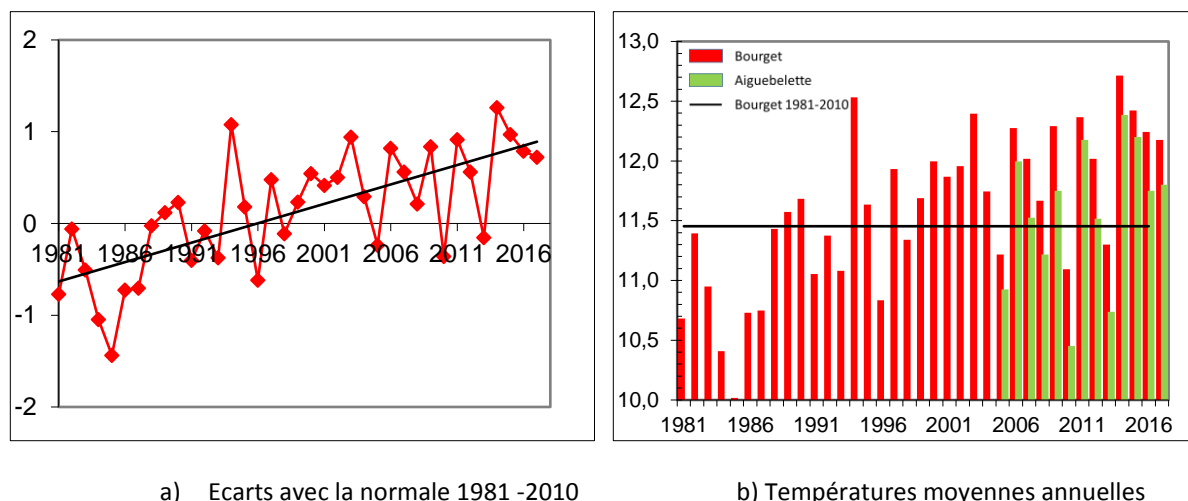 2
1
0
-1
-2
1981 1986 1991 1996 2001 2006 2011 2016
13,0
12,5
12,0
11,5
11,0
10,5
10,0
Bourget
Aiguebelette
Bourget 1981-2010
1981 1986 1991 1996 2001 2006 2011 2016
a) Ecarts avec la normale 1981 -2010
b) Températures moyennes annuelles